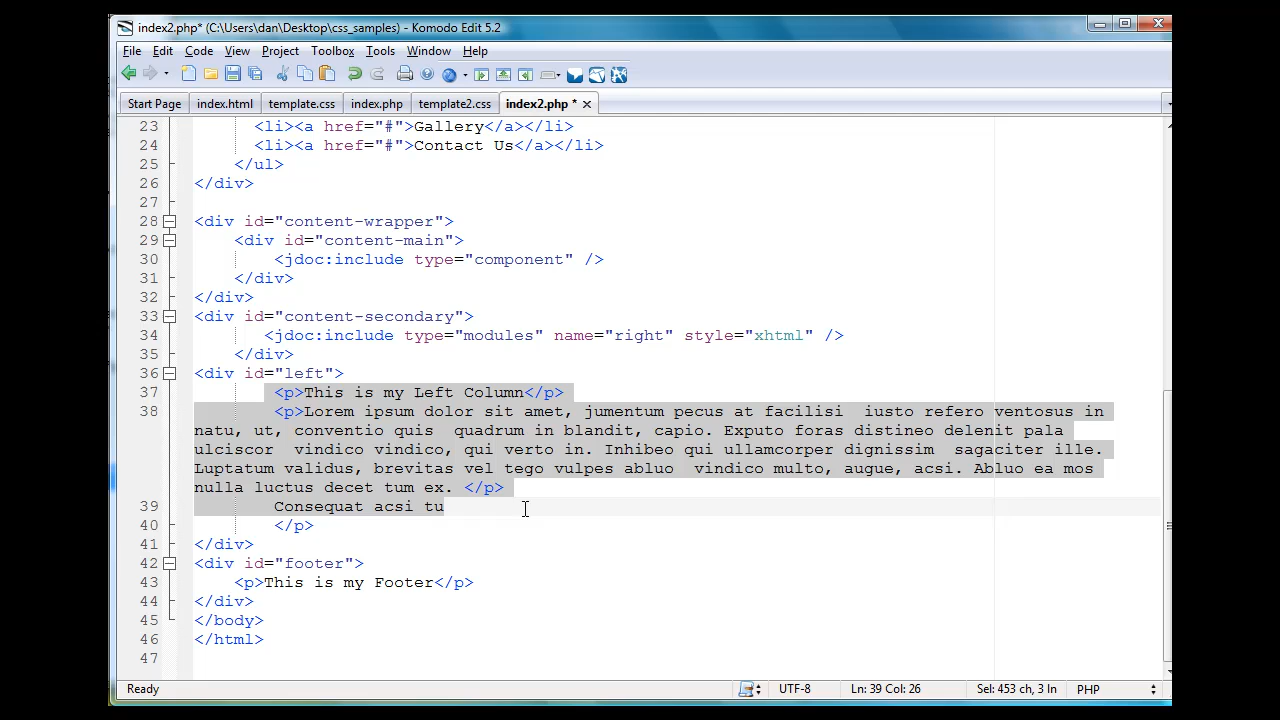 index2.php* (C:\Users\dan\Desktop\css_samples) - Komodo Edit 5.2
File Edit Code View Project Toolbox Tools Window Help
Start Page index.html template.css index.php template2.css index2.php *
23 <li><a href="#">Gallery</a></li>
24 <li><a href="#">Contact Us</a></li>
25 </ul>
26 </div>
27
28 <div id="content-wrapper">
29 <div id="content-main">
30 <jdoc:include type="component" />
31 </div>
32 </div>
33 <div id="content-secondary">
34 <jdoc:include type="modules" name="right" style="xhtml" />
35 </div>
36 <div id="left">
37 <p>This is my Left Column</p>
38 <p>Lorem ipsum dolor sit amet, jumentum pecus at facilisi  iusto refero ventosus in
natu, ut, conventio quis  quadrum in blandit, capio. Exputo foras distineo delenit pala
ulciscor  vindico vindico, qui verto in. Inhibeo qui ullamcorper dignissim  sagaciter ille.
Luptatum validus, brevitas vel tego vulpes abluo  vindico multo, augue, acsi. Abluo ea mos
nulla luctus decet tum ex. </p>
39 Consequat acsi tu
40 </p>
41 </div>
42 <div id="footer">
43 <p>This is my Footer</p>
44 </div>
45 </body>
46 </html>
47
Ready UTF-8 Ln: 39 Col: 26 Sel: 453 ch, 3 ln PHP